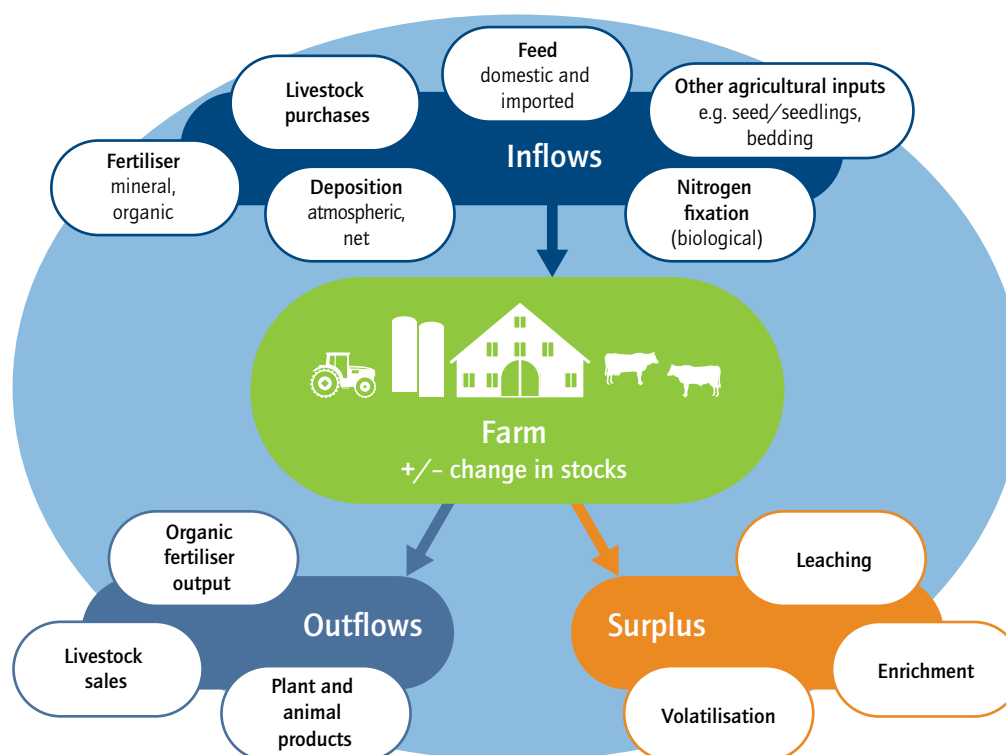 Feed
domestic and
imported
Livestock
purchases
Other agricultural inputs
e.g. seed/seedlings,
bedding
Inflows
Fertiliser
mineral,
organic
Deposition
atmospheric,
net
Nitrogen
fixation
(biological)
Farm
+/– change in stocks
Organic
fertiliser
output
Outflows
Livestock
sales
Plant and
animal
products
Leaching
Surplus
Enrichment
Volatilisation